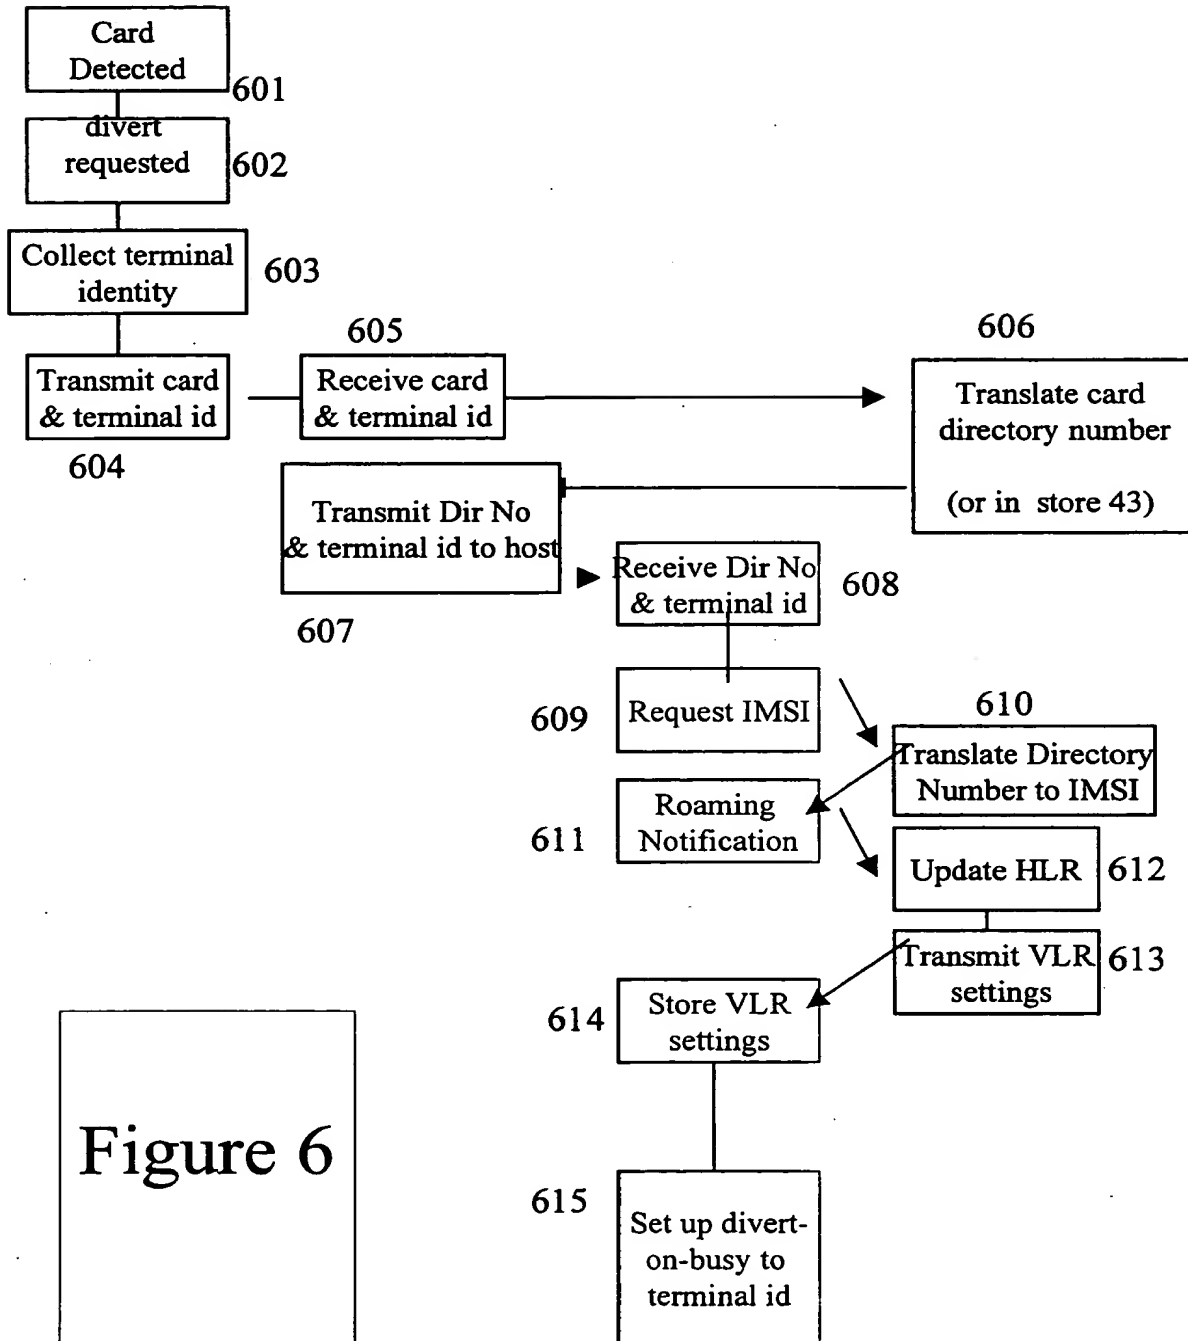 Card
Detected
601
divert
requested
602
Collect terminal
identity
603
Transmit card
& terminal id
604
605
Receive card
& terminal id
606
Translate card
directory number
(or in store 43)
Transmit Dir No
& terminal id to host
607
Receive Dir No
& terminal id
608
609
Request IMSI
610
Translate Directory
Number to IMSI
Roaming
Notification
611
Update HLR
612
Transmit VLR
settings
613
614
Store VLR
settings
615
Set up divert-
on-busy to
terminal id
Figure 6